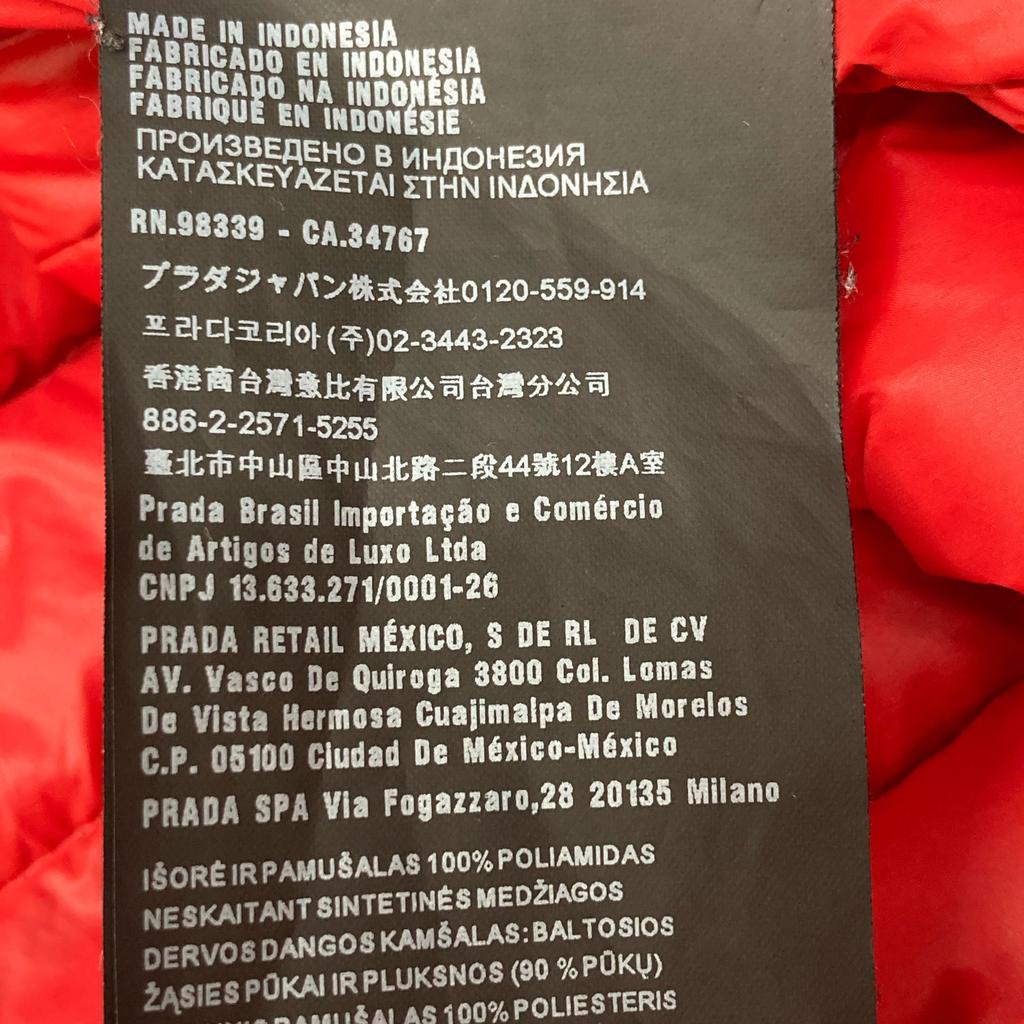 MADE IN INDONESIA
FABRICADO EN INDONESIA
FABRICADO NA INDONÉSIA
FABRIQUÉ EN INDONÉSIE
ПРОИЗВЕДЕНО В ИНДОНЕЗИЯ
ΚΑΤΑΣΚΕΥΑΖΕΤΑΙ ΣΤΗΝ ΙΝΔΟΝΗΣΙΑ
RN.98339 - CA.34767
プラダジャパン株式会社0120-559-914
프라다코리아(주)02-3443-2323
香港商台灣意比有限公司台灣分公司
886-2-2571-5255
臺北市中山區中山北路二段44號12樓A室
Prada Brasil Importação e Comércio
de Artigos de Luxo Ltda
CNPJ 13.633.271/0001-26
PRADA RETAIL MÉXICO, S DE RL DE CV
AV. Vasco De Quiroga 3800 Col. Lomas
De Vista Hermosa Cuajimalpa De Morelos
C.P. 05100 Ciudad De México-México
PRADA SPA Via Fogazzaro,28 20135 Milano
IŠORĖ IR PAMUŠALAS 100% POLIAMIDAS
NESKAITANT SINTETINĖS MEDŽIAGOS
DERVOS DANGOS KAMŠALAS: BALTOSIOS
ŽĄSIES PŪKAI IR PLUKSNOS (90 % PŪKŲ)
PAMUŠALAS 100% POLIESTERIS